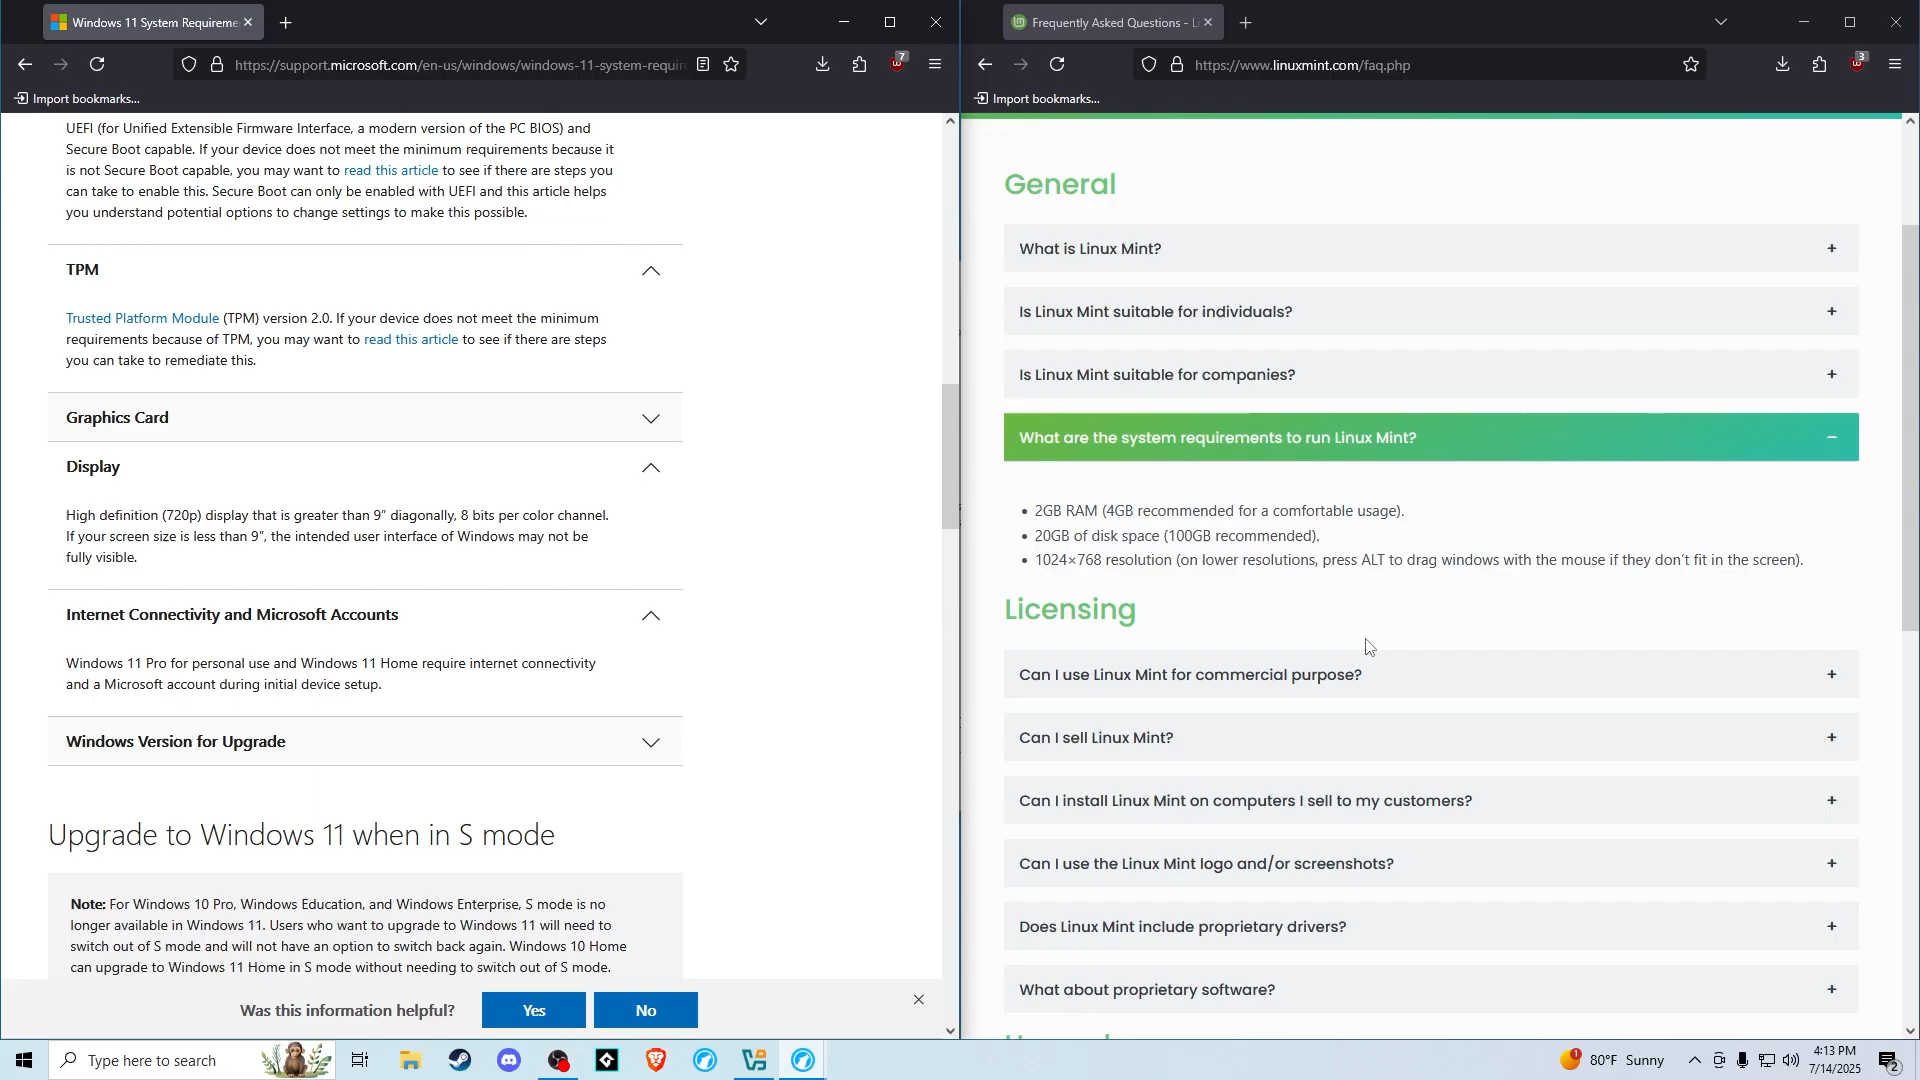 Windows 11 System Requireme
https://support.microsoft.com/en-us/windows/windows-11-system-requir
7
Import bookmarks...
UEFI (for Unified Extensible Firmware Interface, a modern version of the PC BIOS) and
Secure Boot capable. If your device does not meet the minimum requirements because it
is not Secure Boot capable, you may want to read this article to see if there are steps you
can take to enable this. Secure Boot can only be enabled with UEFI and this article helps
you understand potential options to change settings to make this possible.
TPM
Trusted Platform Module (TPM) version 2.0. If your device does not meet the minimum
requirements because of TPM, you may want to read this article to see if there are steps
you can take to remediate this.
Graphics Card
Display
High definition (720p) display that is greater than 9” diagonally, 8 bits per color channel.
If your screen size is less than 9”, the intended user interface of Windows may not be
fully visible.
Internet Connectivity and Microsoft Accounts
Windows 11 Pro for personal use and Windows 11 Home require internet connectivity
and a Microsoft account during initial device setup.
Windows Version for Upgrade
Upgrade to Windows 11 when in S mode
Note: For Windows 10 Pro, Windows Education, and Windows Enterprise, S mode is no
longer available in Windows 11. Users who want to upgrade to Windows 11 will need to
switch out of S mode and will not have an option to switch back again. Windows 10 Home
can upgrade to Windows 11 Home in S mode without needing to switch out of S mode.
Was this information helpful?
Yes
No
Frequently Asked Questions - Li
https://www.linuxmint.com/faq.php
3
Import bookmarks...
General
What is Linux Mint?
Is Linux Mint suitable for individuals?
Is Linux Mint suitable for companies?
What are the system requirements to run Linux Mint?
• 2GB RAM (4GB recommended for a comfortable usage).
• 20GB of disk space (100GB recommended).
• 1024×768 resolution (on lower resolutions, press ALT to drag windows with the mouse if they don’t fit in the screen).
Licensing
Can I use Linux Mint for commercial purpose?
Can I sell Linux Mint?
Can I install Linux Mint on computers I sell to my customers?
Can I use the Linux Mint logo and/or screenshots?
Does Linux Mint include proprietary drivers?
What about proprietary software?
Type here to search
1
80°F Sunny
4:13 PM
7/14/2025
2